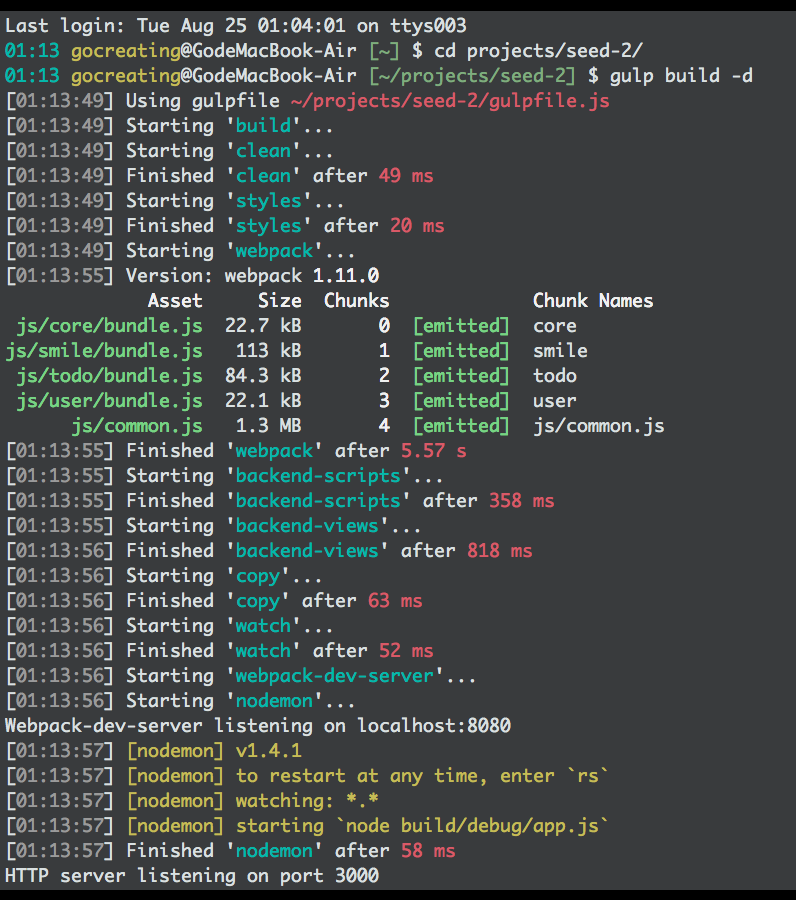 Last login: Tue Aug 25 01:04:01 on ttys003
01:13 gocreating@GodeMacBook-Air [~] $ cd projects/seed-2/
01:13 gocreating@GodeMacBook-Air [~/projects/seed-2] $ gulp build -d
[01:13:49] Using gulpfile ~/projects/seed-2/gulpfile.js
[01:13:49] Starting 'build'...
[01:13:49] Starting 'clean'...
[01:13:49] Finished 'clean' after 49 ms
[01:13:49] Starting 'styles'...
[01:13:49] Finished 'styles' after 20 ms
[01:13:49] Starting 'webpack'...
[01:13:55] Version: webpack 1.11.0
Asset Size Chunks Chunk Names
js/core/bundle.js 22.7 kB 0 [emitted] core
js/smile/bundle.js 113 kB 1 [emitted] smile
js/todo/bundle.js 84.3 kB 2 [emitted] todo
js/user/bundle.js 22.1 kB 3 [emitted] user
js/common.js 1.3 MB 4 [emitted] js/common.js
[01:13:55] Finished 'webpack' after 5.57 s
[01:13:55] Starting 'backend-scripts'...
[01:13:55] Finished 'backend-scripts' after 358 ms
[01:13:55] Starting 'backend-views'...
[01:13:56] Finished 'backend-views' after 818 ms
[01:13:56] Starting 'copy'...
[01:13:56] Finished 'copy' after 63 ms
[01:13:56] Starting 'watch'...
[01:13:56] Finished 'watch' after 52 ms
[01:13:56] Starting 'webpack-dev-server'...
[01:13:56] Starting 'nodemon'...
Webpack-dev-server listening on localhost:8080
[01:13:57] [nodemon] v1.4.1
[01:13:57] [nodemon] to restart at any time, enter `rs`
[01:13:57] [nodemon] watching: *.*
[01:13:57] [nodemon] starting `node build/debug/app.js`
[01:13:57] Finished 'nodemon' after 58 ms
HTTP server listening on port 3000